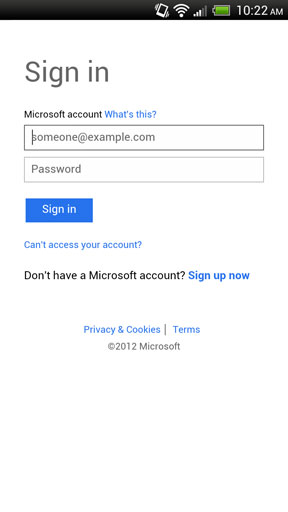 10:22 AM
Sign in
Microsoft account What's this?
someone@example.com
Password
Sign in
Can't access your account?
Don't have a Microsoft account? Sign up now
Privacy & Cookies | Terms
©2012 Microsoft